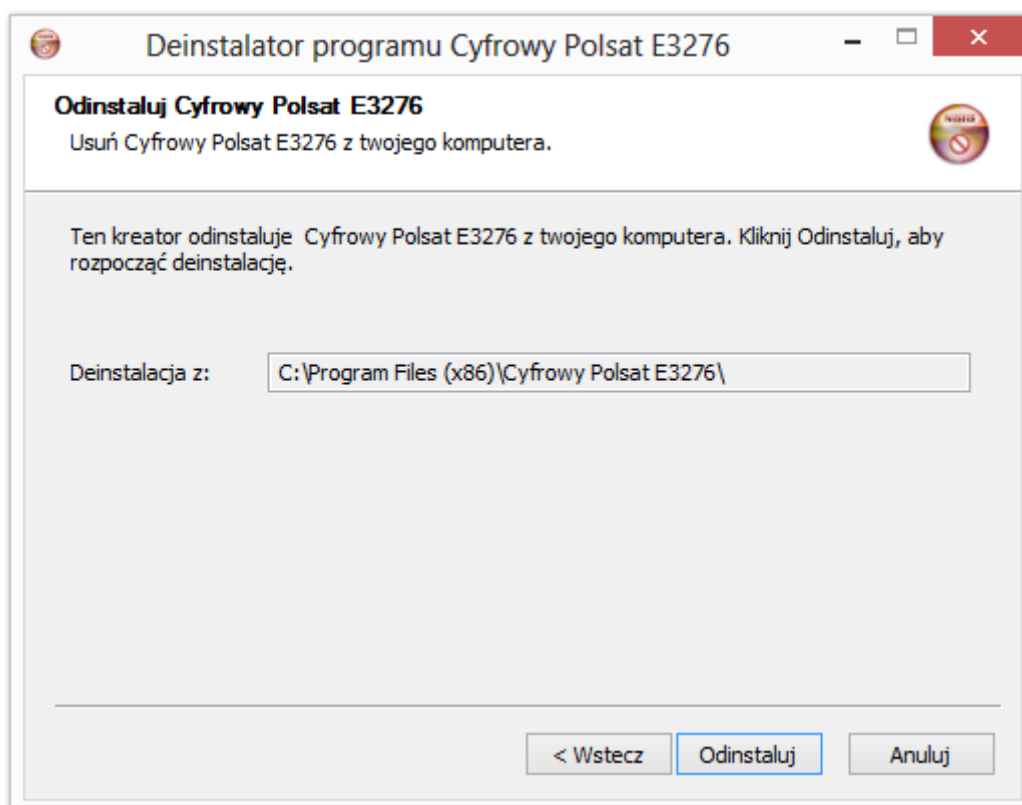 Deinstalator programu Cyfrowy Polsat E3276
Odinstaluj Cyfrowy Polsat E3276
Usuń Cyfrowy Polsat E3276 z twojego komputera.
Ten kreator odinstaluje  Cyfrowy Polsat E3276 z twojego komputera. Kliknij Odinstaluj, aby
rozpocząć deinstalację.
Deinstalacja z:
C:\Program Files (x86)\Cyfrowy Polsat E3276\
< Wstecz
Odinstaluj
Anuluj